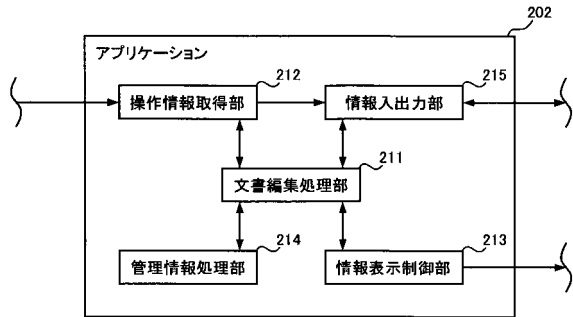 202
アプリケーション
212
215
操作情報取得部
情報入出力部
211
文書編集処理部
214
213
管理情報処理部
情報表示制御部